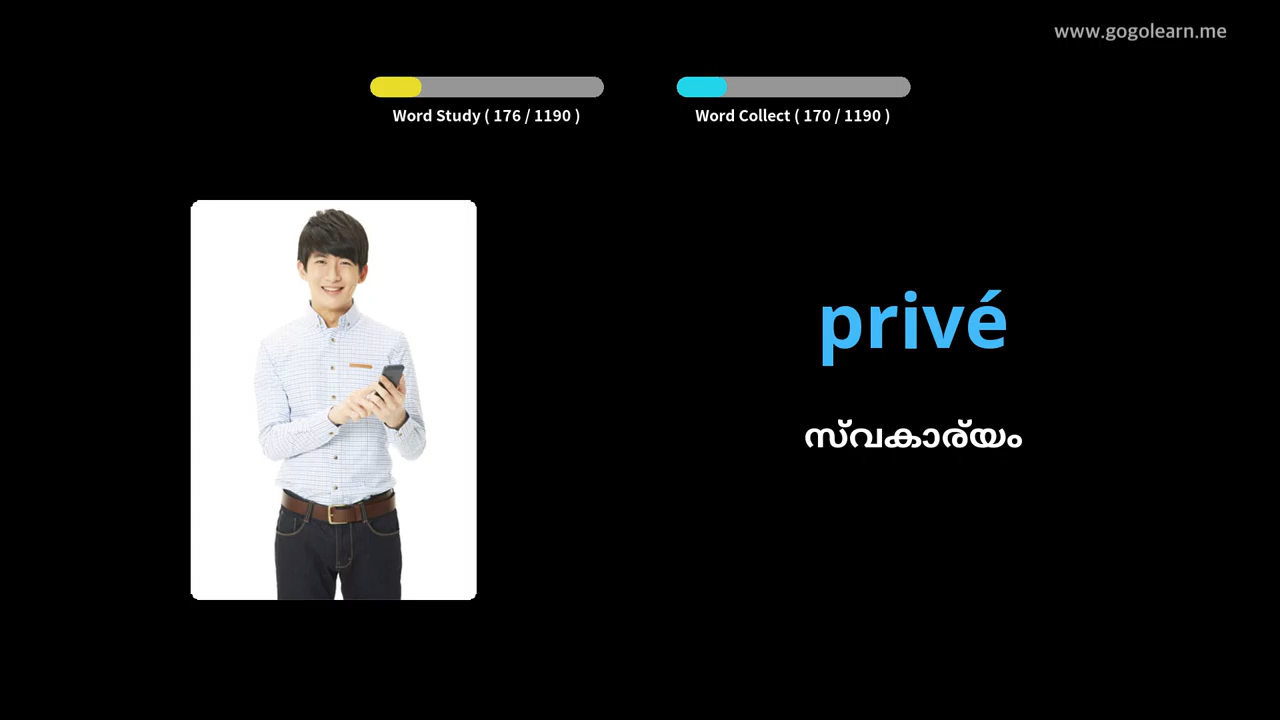 www.gogolearn.me
Word Study ( 176 / 1190 )
Word Collect ( 170 / 1190 )
privé
സ്വകാര്യം